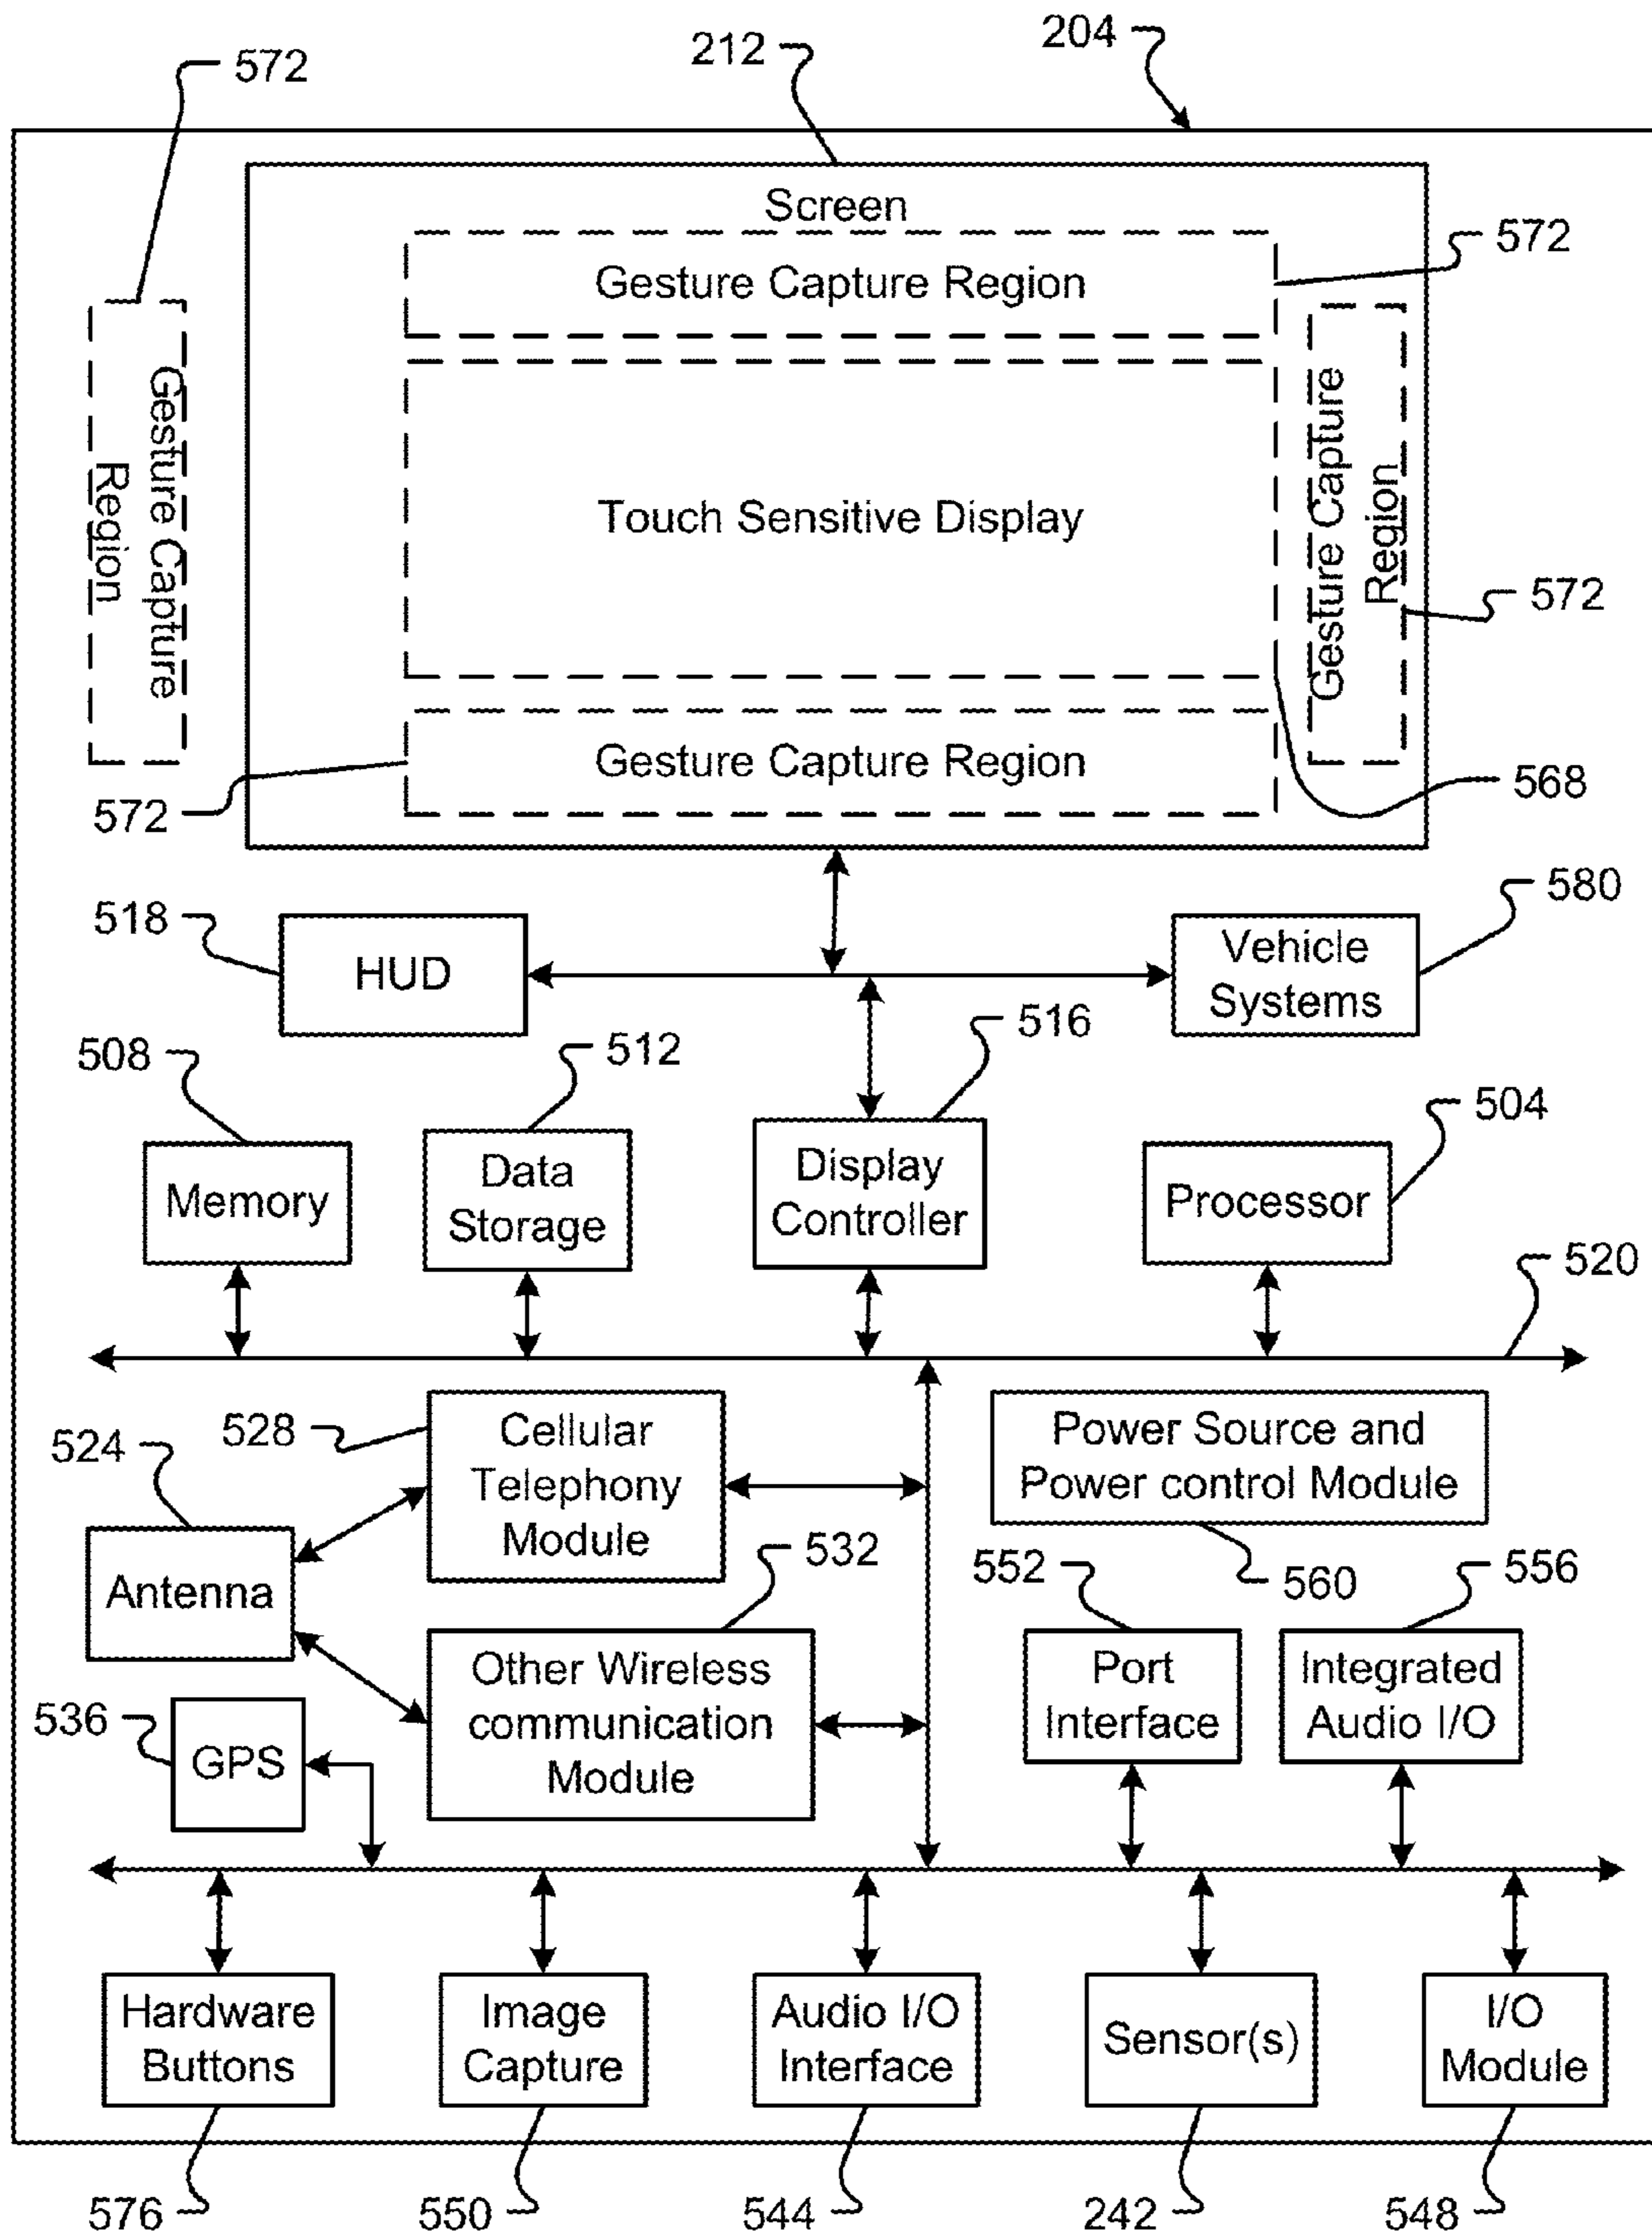 204
212
572
Screen
Gesture Capture Region
572
Gesture Capture
Region
Touch Sensitive Display
Gesture Capture
Region
572
Gesture Capture Region
572
568
518
HUD
Vehicle
Systems
580
508
512
516
504
Memory
Data
Storage
Display
Controller
Processor
520
524
528
Cellular
Telephony
Module
Power Source and
Power control Module
Antenna
532
552
560
556
536
GPS
Other Wireless
communication
Module
Port
Interface
Integrated
Audio I/O
Hardware
Buttons
Image
Capture
Audio I/O
Interface
Sensor(s)
I/O
Module
576
550
544
242
548